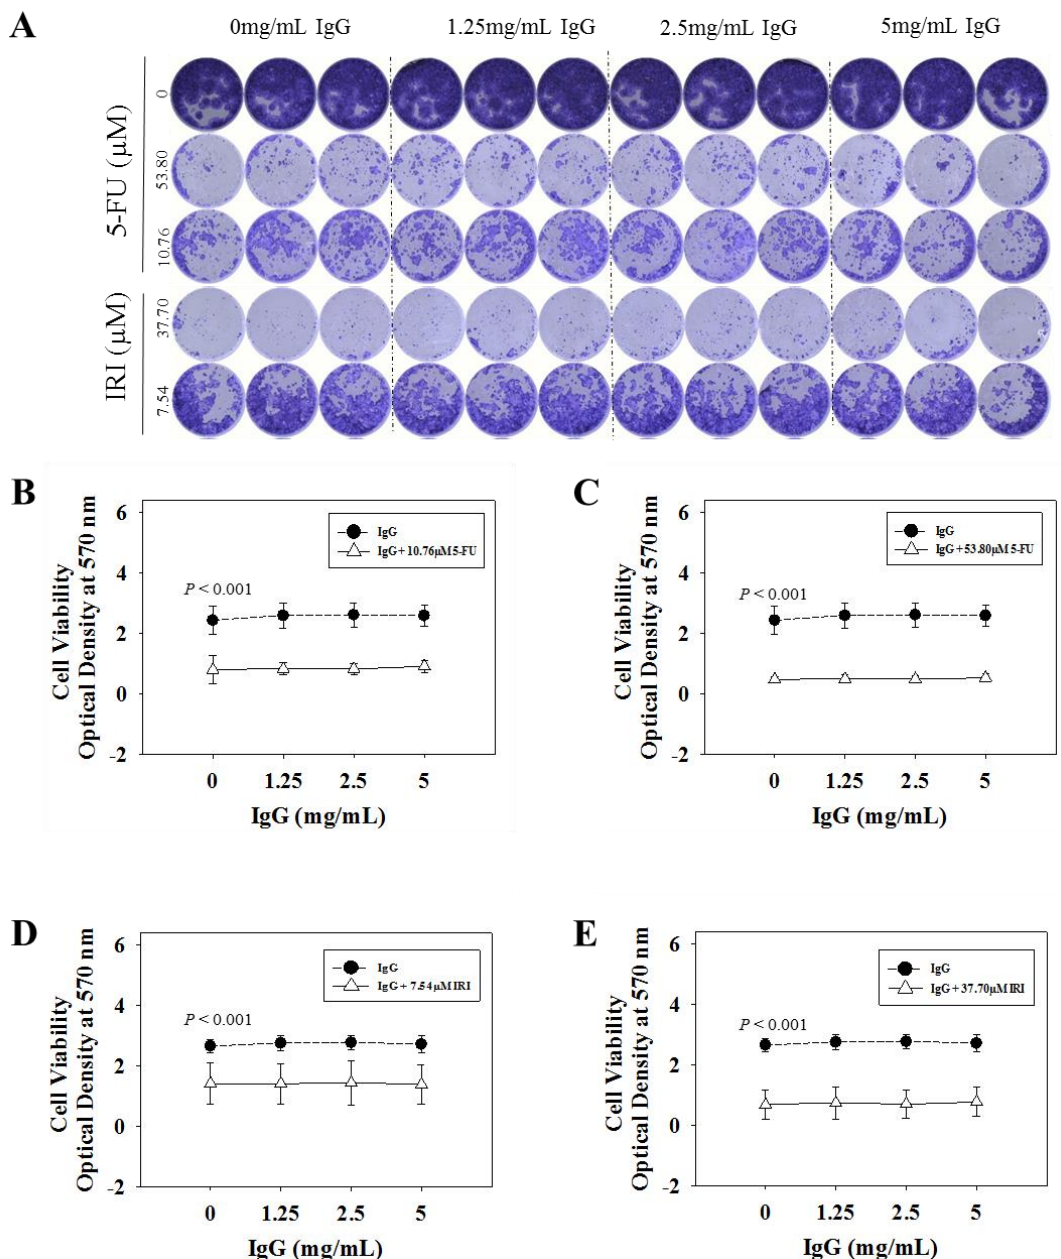 A
0mg/mL IgG
1.25mg/mL IgG
2.5mg/mL IgG
5mg/mL IgG
5-FU (µM)
0
53.80
10.76
IRI (µM)
37.70
7.54
B
Cell Viability
Optical Density at 570 nm
6
4
2
0
-2
IgG
IgG + 10.76µM 5-FU
P < 0.001
0 1.25 2.5 5
IgG (mg/mL)
C
Cell Viability
Optical Density at 570 nm
6
4
2
0
-2
IgG
IgG + 53.80µM 5-FU
P < 0.001
0 1.25 2.5 5
IgG (mg/mL)
D
Cell Viability
Optical Density at 570 nm
6
4
2
0
-2
IgG
IgG + 7.54µM IRI
P < 0.001
0 1.25 2.5 5
IgG (mg/mL)
E
Cell Viability
Optical Density at 570 nm
6
4
2
0
-2
IgG
IgG + 37.70µM IRI
P < 0.001
0 1.25 2.5 5
IgG (mg/mL)